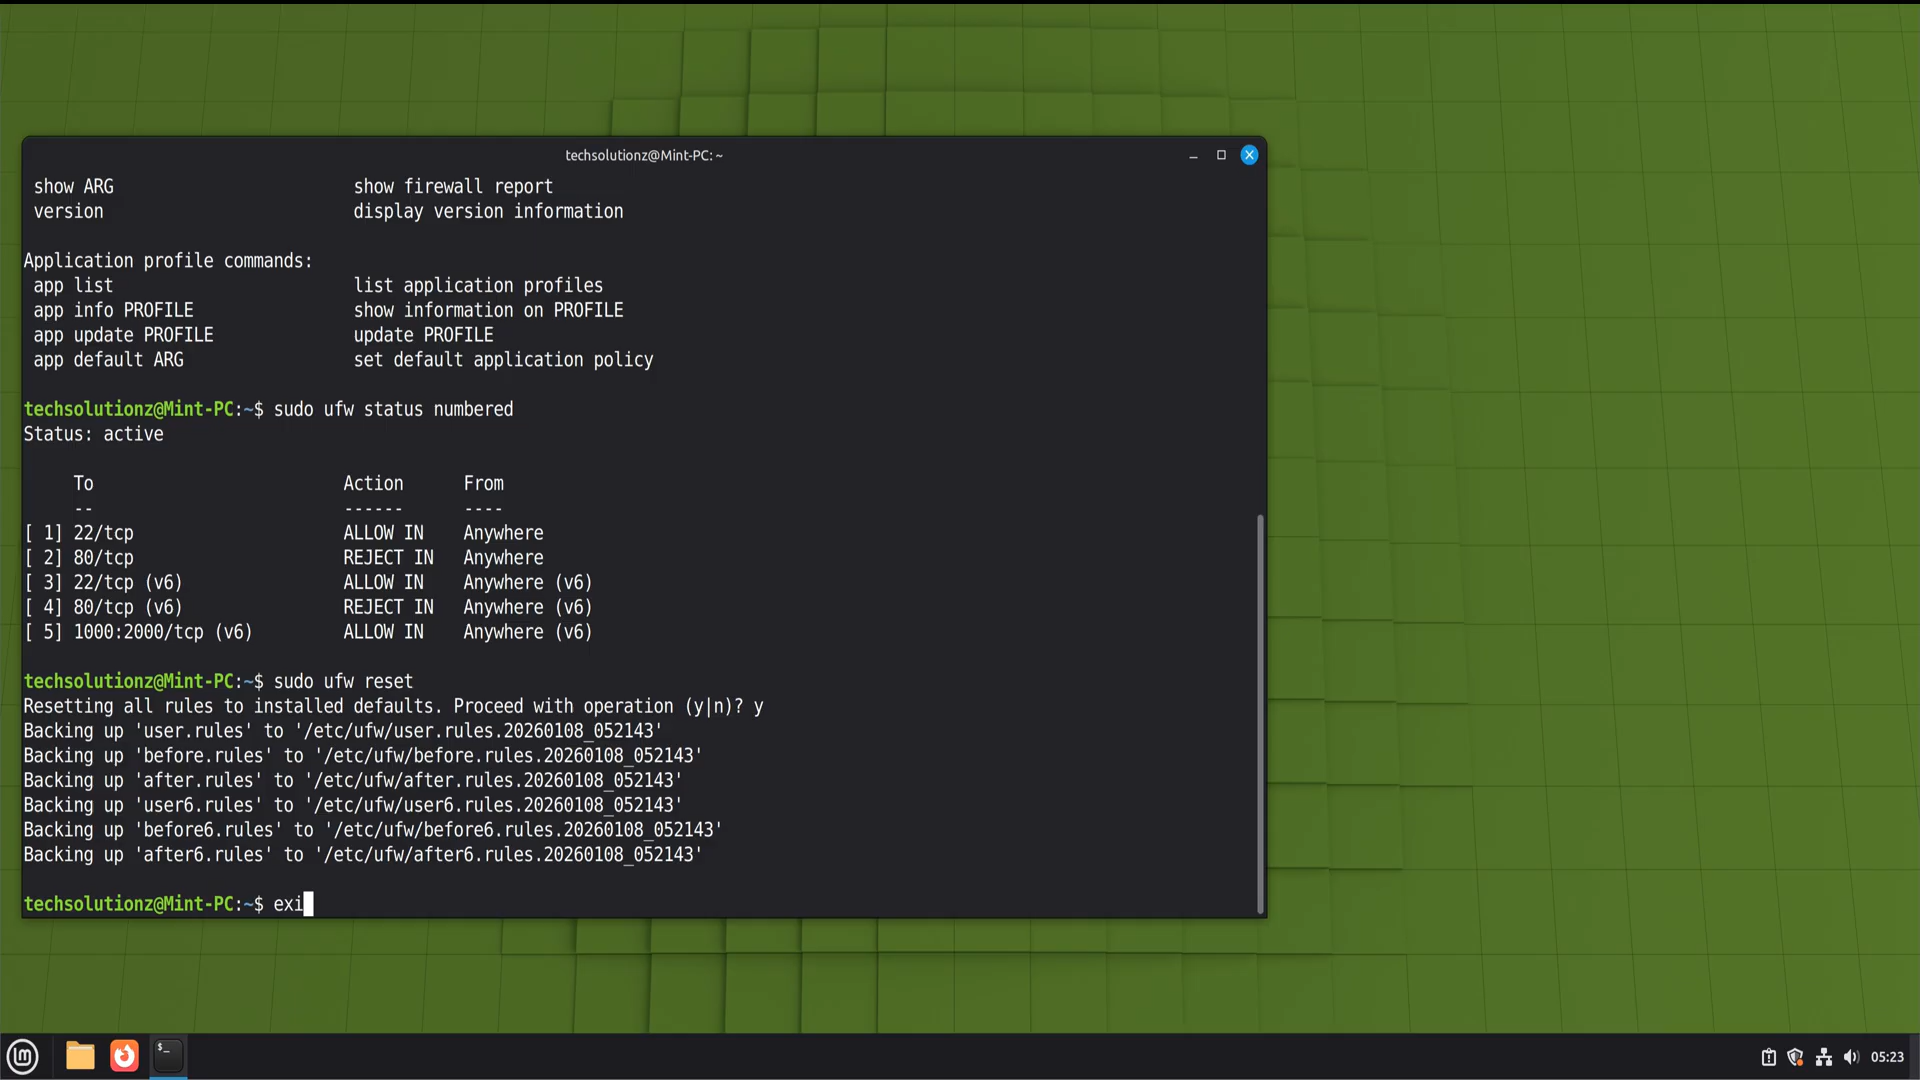 techsolutionz@Mint-PC: ~
show ARG show firewall report
version display version information
Application profile commands:
app list list application profiles
app info PROFILE show information on PROFILE
app update PROFILE update PROFILE
app default ARG set default application policy
techsolutionz@Mint-PC:~$ sudo ufw status numbered
Status: active
To Action From
-- ------ ----
[ 1] 22/tcp ALLOW IN Anywhere
[ 2] 80/tcp REJECT IN Anywhere
[ 3] 22/tcp (v6) ALLOW IN Anywhere (v6)
[ 4] 80/tcp (v6) REJECT IN Anywhere (v6)
[ 5] 1000:2000/tcp (v6) ALLOW IN Anywhere (v6)
techsolutionz@Mint-PC:~$ sudo ufw reset
Resetting all rules to installed defaults. Proceed with operation (y|n)? y
Backing up 'user.rules' to '/etc/ufw/user.rules.20260108_052143'
Backing up 'before.rules' to '/etc/ufw/before.rules.20260108_052143'
Backing up 'after.rules' to '/etc/ufw/after.rules.20260108_052143'
Backing up 'user6.rules' to '/etc/ufw/user6.rules.20260108_052143'
Backing up 'before6.rules' to '/etc/ufw/before6.rules.20260108_052143'
Backing up 'after6.rules' to '/etc/ufw/after6.rules.20260108_052143'
techsolutionz@Mint-PC:~$ exi
05:23